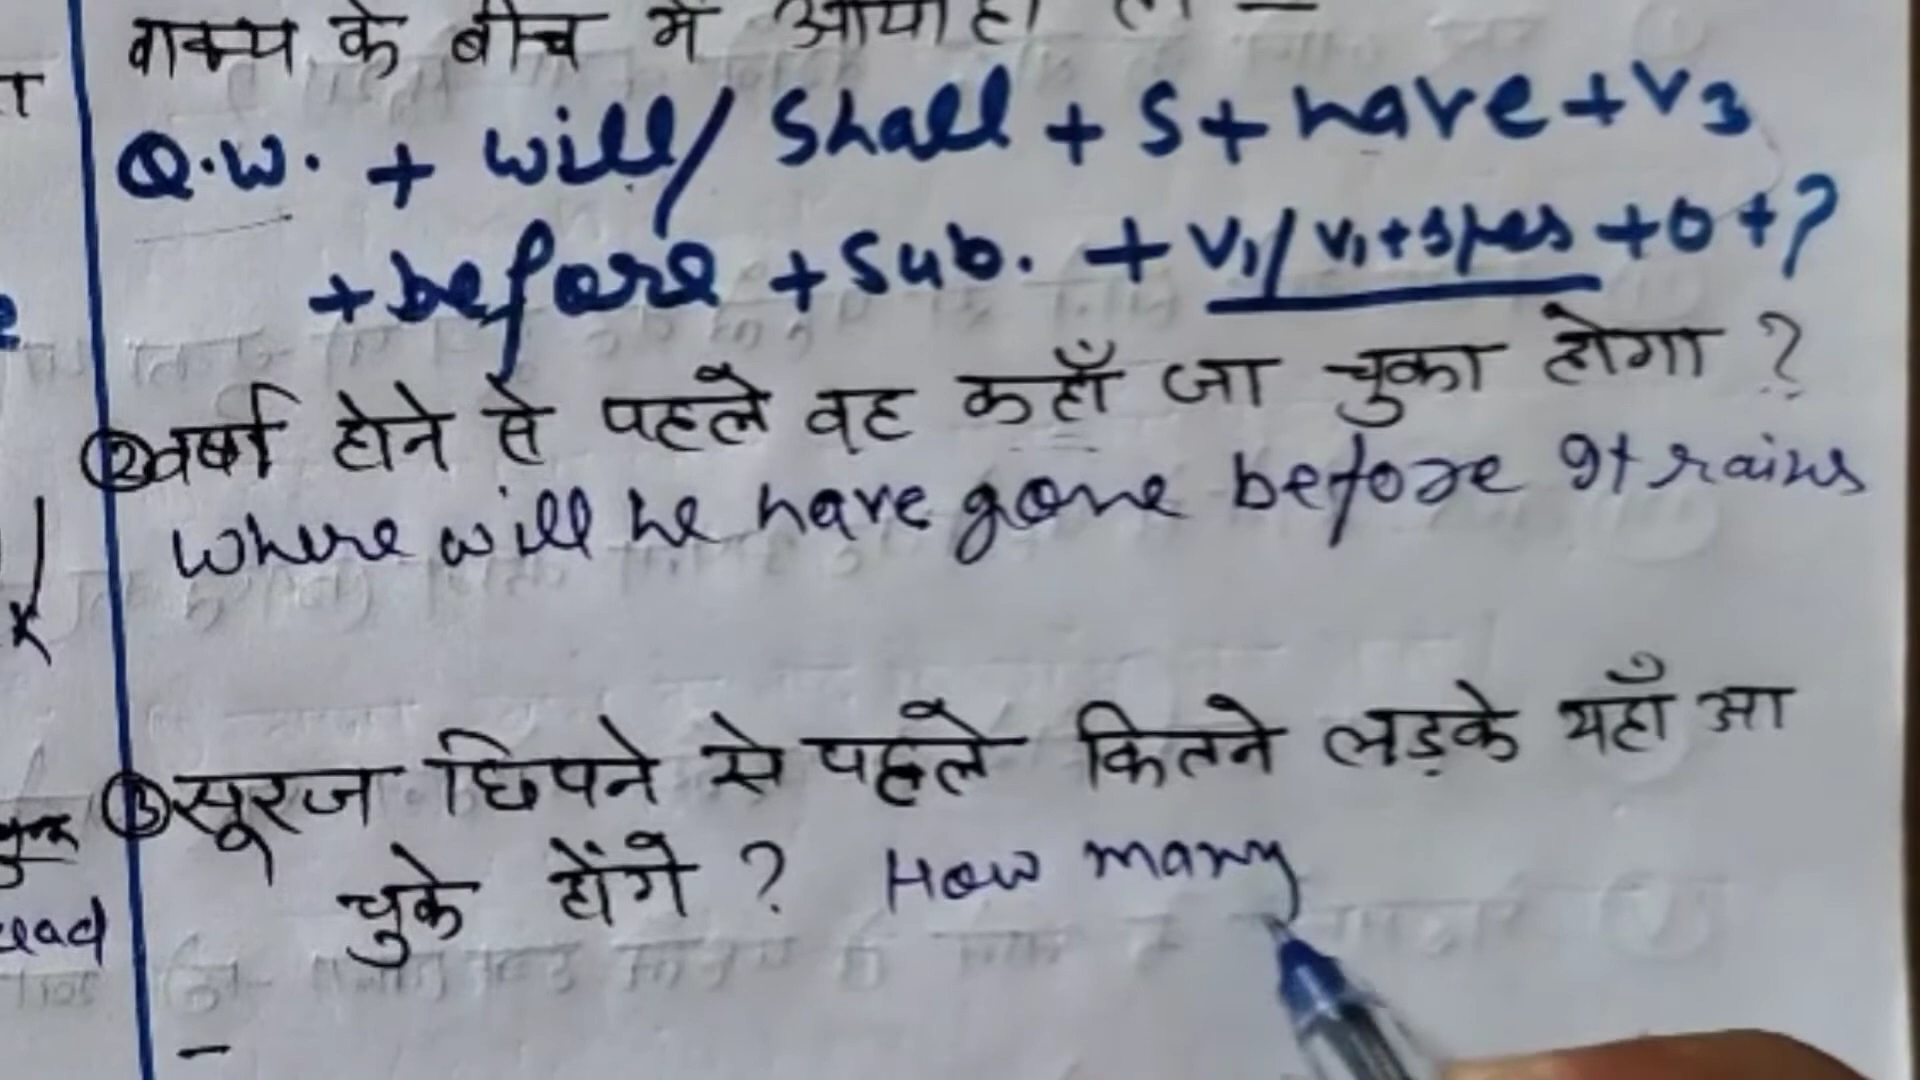 वाक्य के बीच में आया हो तो —
Q.W. + will/ Shall + S + have + V3
+ before + Sub. + V1/ V1+s/es + O + ?
② वर्षा होने से पहले वह कहाँ जा चुका होगा ?
Where will he have gone before It rains
③ सूरज छिपने से पहले कितने लड़के यहाँ आ
चुके होंगे ? How many